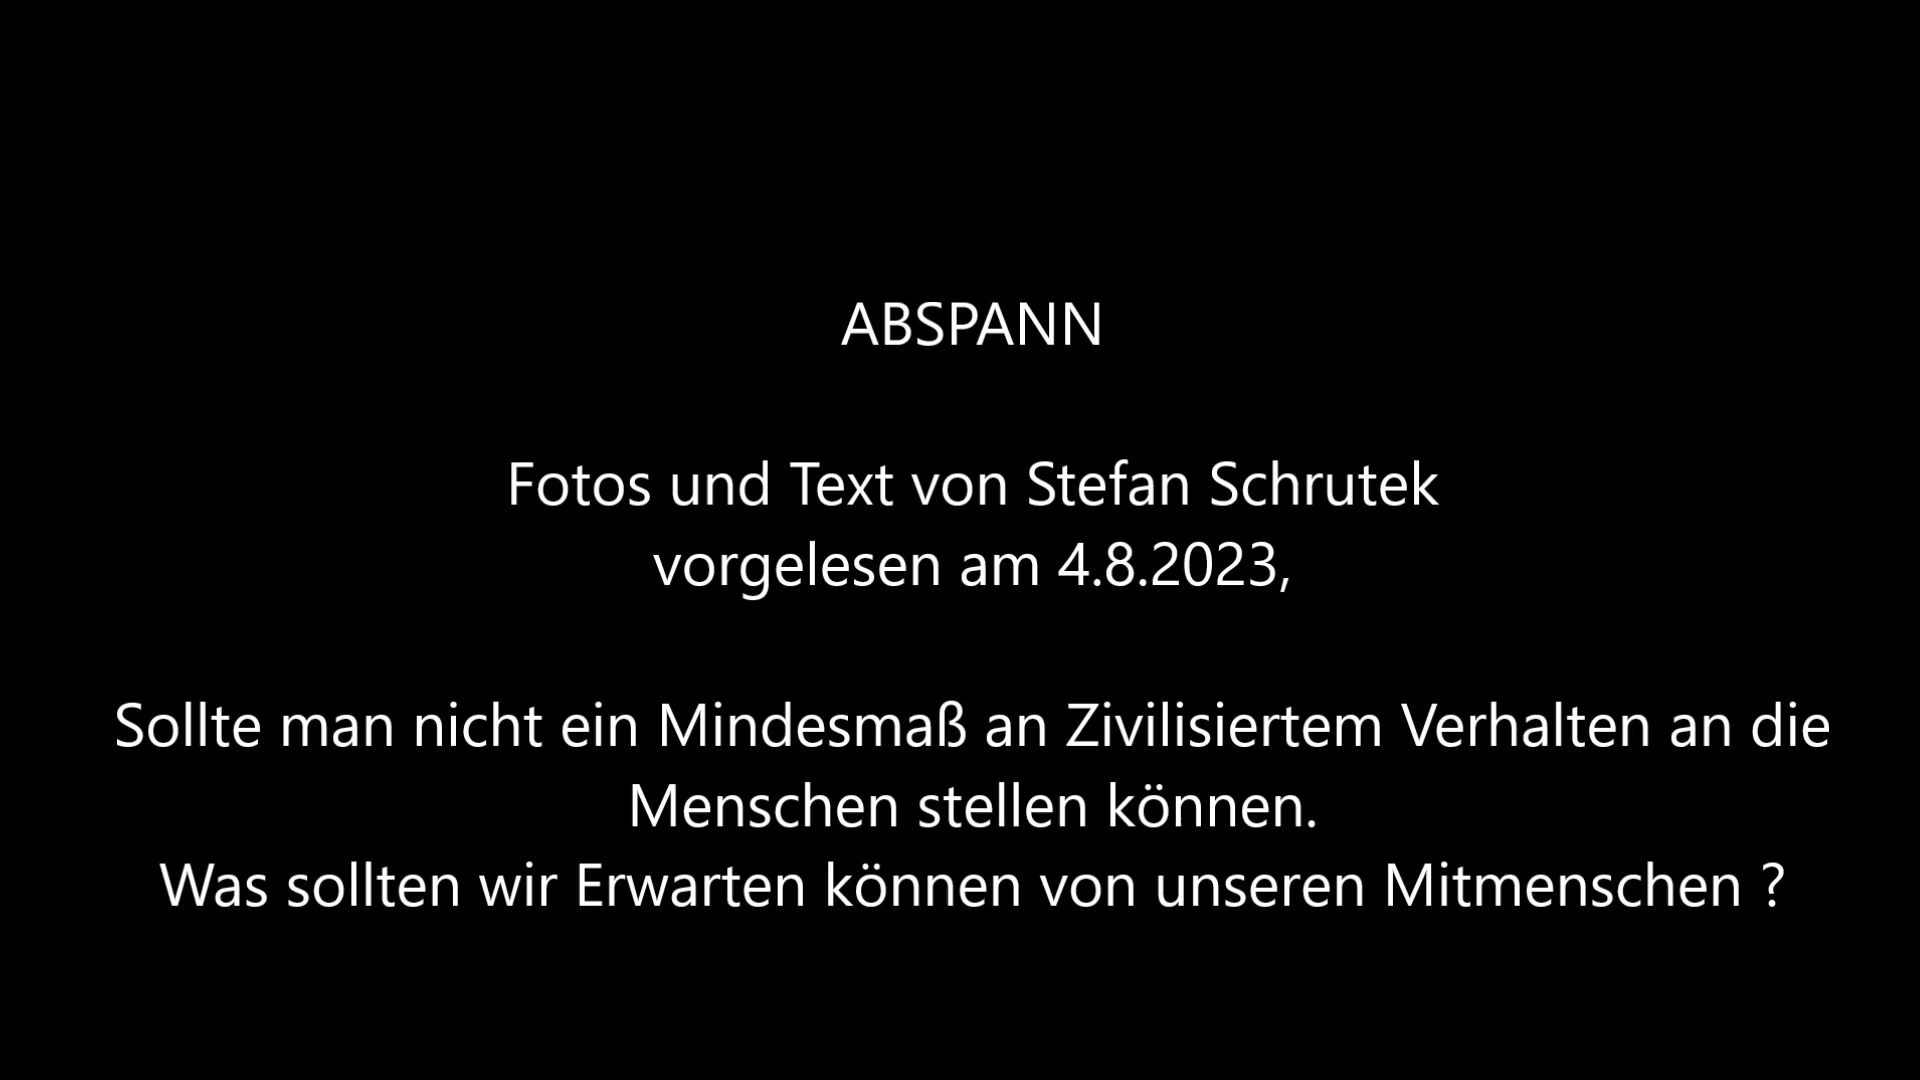 ABSPANN
Fotos und Text von Stefan Schrutek
vorgelesen am 4.8.2023,
Sollte man nicht ein Mindesmaß an Zivilisiertem Verhalten an die
Menschen stellen können.
Was sollten wir Erwarten können von unseren Mitmenschen ?